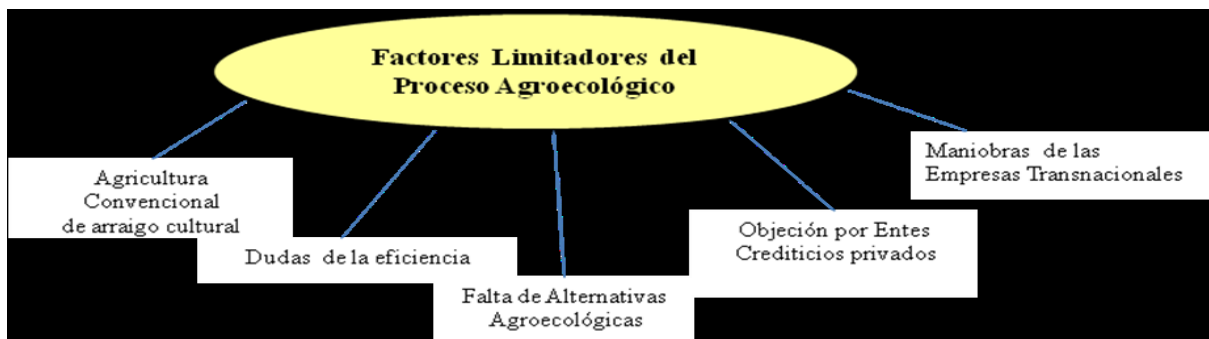 Factores Limitadores del
Proceso Agroecológico
Agricultura
Convencional
de arraigo cultural
Dudas de la eficiencia
Falta de Alternativas
Agroecológicas
Objeción por Entes
Crediticios privados
Maniobras de las
Empresas Transnacionales